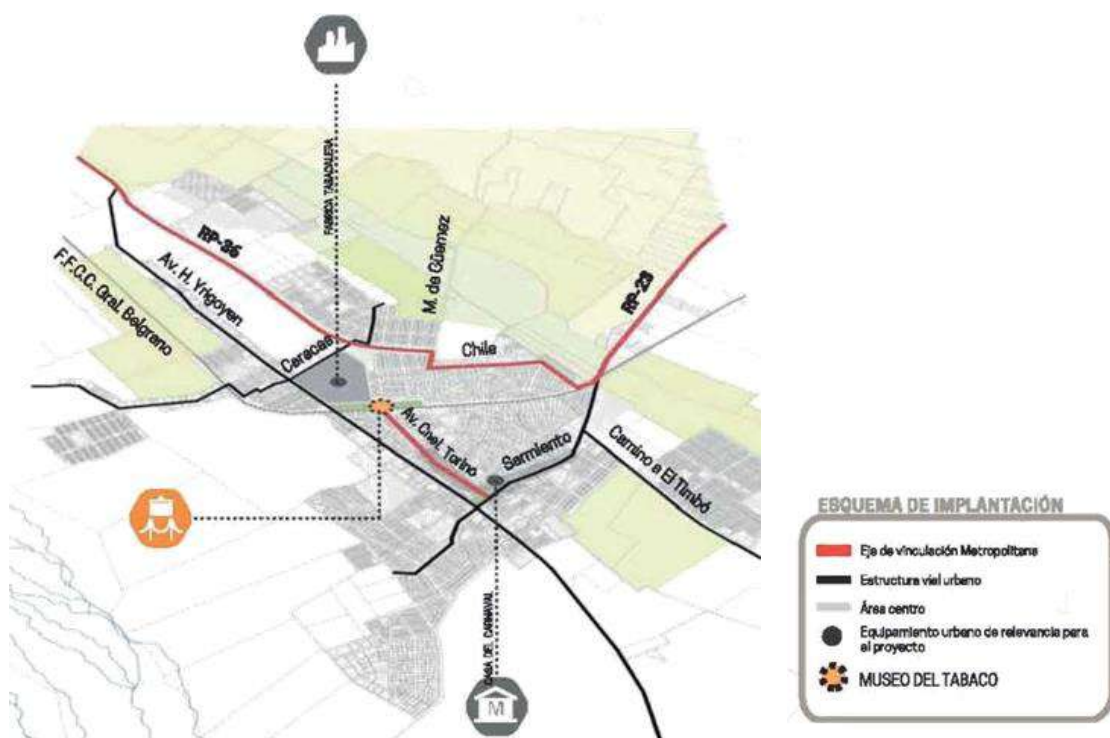 FABRICA TABACALERA
RP-36
M. de Güemez
RP-23
Av. H. Yrigoyen
F.F.C.C. Gral. Belgrano
Caracas
Chile
Av. Cnel. Torino
Sarmiento
Camino a El Timbó
CASA DEL CARNAVAL
M
ESQUEMA DE IMPLANTACIÓN
Eje de vinculación Metropolitana
Estructura vial urbano
Área centro
Equipamiento urbano de relevancia para
el proyecto
MUSEO DEL TABACO